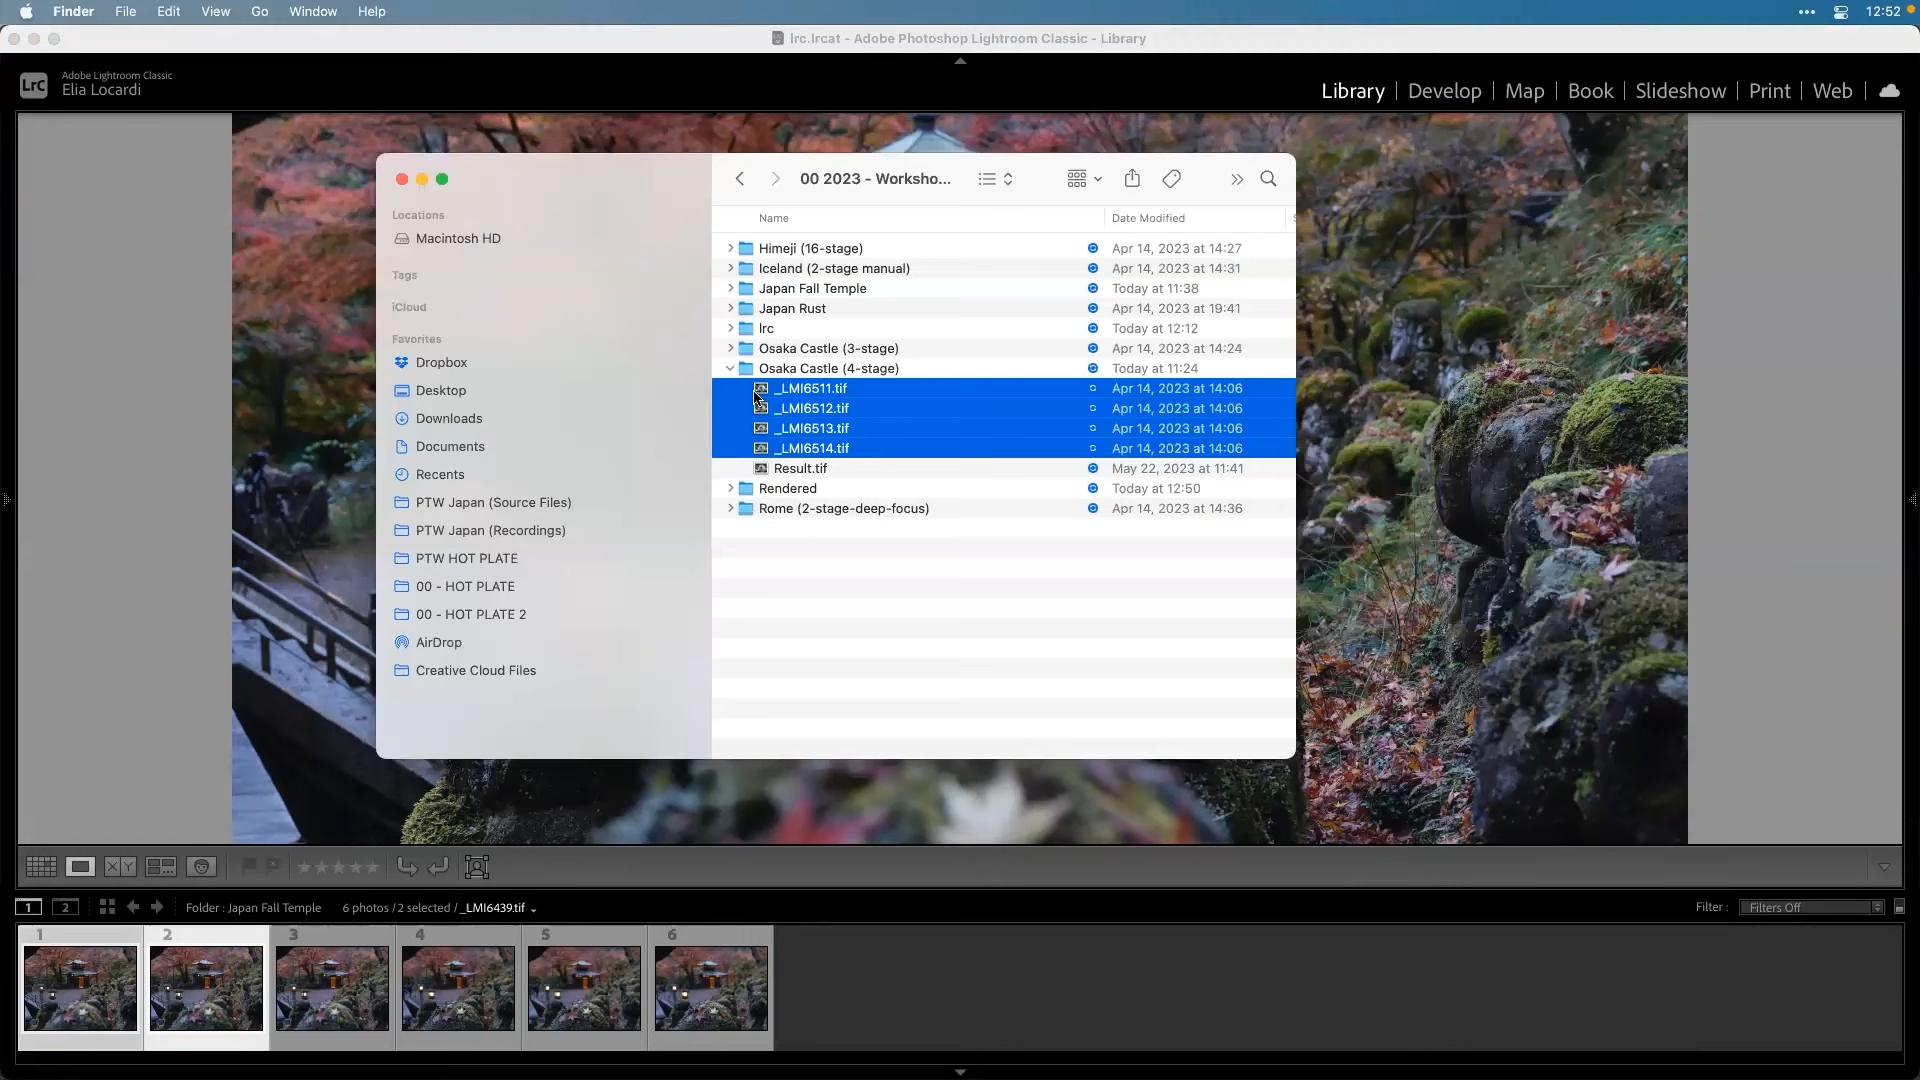 Finder File Edit View Go Window Help 12:52
lrc.lrcat - Adobe Photoshop Lightroom Classic - Library
LrC
Adobe Lightroom Classic
Elia Locardi
Library Develop Map Book Slideshow Print Web
00 2023 - Worksho...
Name Date Modified
Locations
Macintosh HD
Tags
iCloud
Favorites
Dropbox
Desktop
Downloads
Documents
Recents
PTW Japan (Source Files)
PTW Japan (Recordings)
PTW HOT PLATE
00 - HOT PLATE
00 - HOT PLATE 2
AirDrop
Creative Cloud Files
Himeji (16-stage) Apr 14, 2023 at 14:27
Iceland (2-stage manual) Apr 14, 2023 at 14:31
Japan Fall Temple Today at 11:38
Japan Rust Apr 14, 2023 at 19:41
lrc Today at 12:12
Osaka Castle (3-stage) Apr 14, 2023 at 14:24
Osaka Castle (4-stage) Today at 11:24
_LMI6511.tif Apr 14, 2023 at 14:06
_LMI6512.tif Apr 14, 2023 at 14:06
_LMI6513.tif Apr 14, 2023 at 14:06
_LMI6514.tif Apr 14, 2023 at 14:06
Result.tif May 22, 2023 at 11:41
Rendered Today at 12:50
Rome (2-stage-deep-focus) Apr 14, 2023 at 14:36
X Y
1 2 Folder : Japan Fall Temple 6 photos / 2 selected / _LMI6439.tif Filter : Filters Off
1 2 3 4 5 6